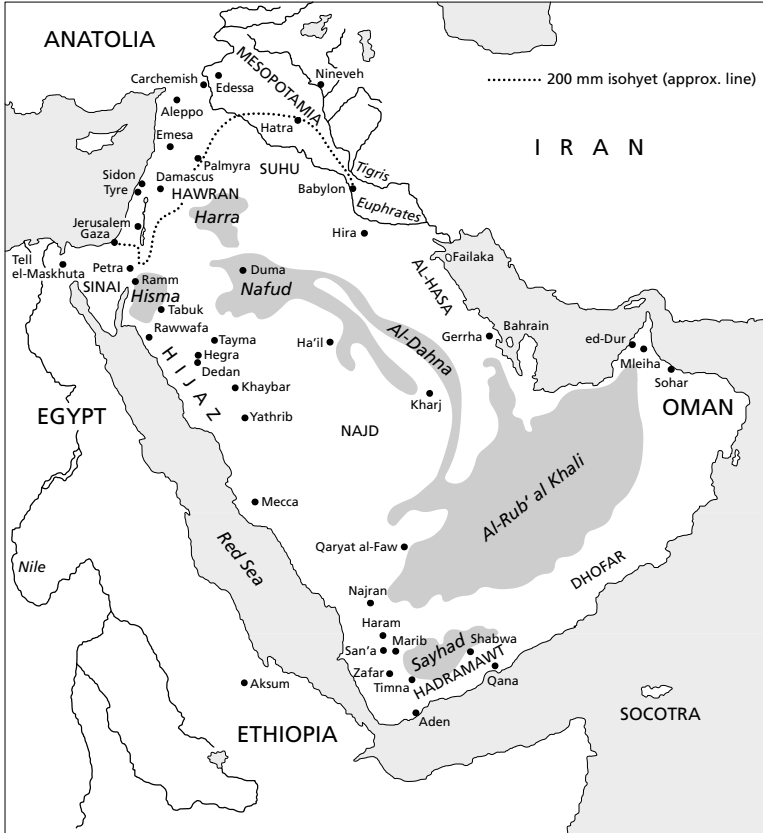 ANATOLIA
MESOPOTAMIA
Nineveh
200 mm isohyet (approx. line)
Carchemish
Edessa
Aleppo
Hatra
IRAN
Emesa
Palmyra
SUHU
Tigris
Sidon
Damascus
Tyre
HAWRAN
Babylon
Euphrates
Harra
Jerusalem
Gaza
Hira
Tell
el-Maskhuta
Petra
SINAI
Ramm
Hisma
Duma
Nafud
AL-HASA
Failaka
Tabuk
Rawwafa
Tayma
Ha'il
Al-Dahna
Gerrha
Bahrain
ed-Dur
Mleiha
Sohar
Hegra
Dedan
HIJAZ
Khaybar
Kharj
OMAN
EGYPT
Yathrib
NAJD
Mecca
Al-Rub' al Khali
Red Sea
Qaryat al-Faw
Nile
DHOFAR
Najran
Haram
San'a
Marib
Sayhad
Shabwa
Zafar
Timna
HADRAMAWT
Qana
Aksum
Aden
SOCOTRA
ETHIOPIA